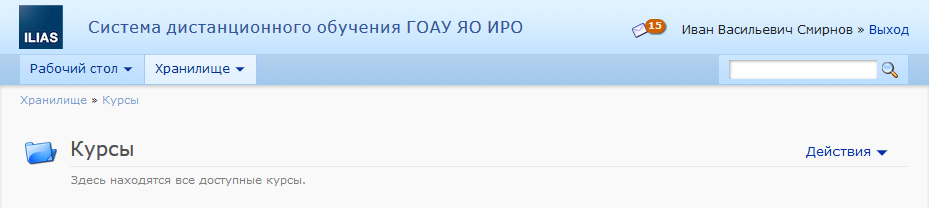 ILIAS
Система дистанционного обучения ГОАУ ЯО ИРО
15
Иван Васильевич Смирнов » Выход
Рабочий стол Хранилище
Хранилище » Курсы
Курсы
Действия
Здесь находятся все доступные курсы.